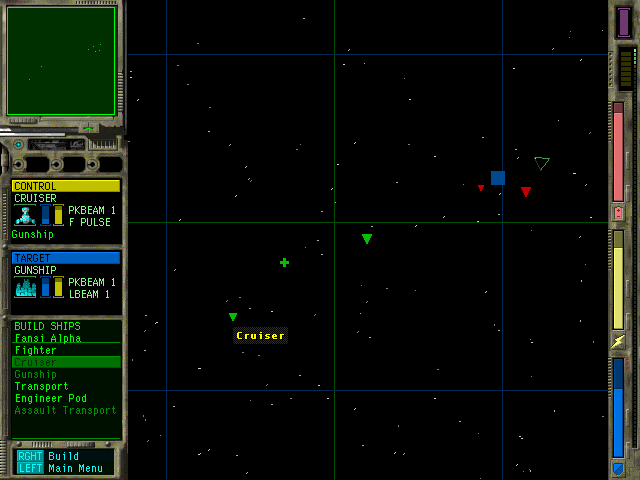 CONTROL
CRUISER
PKBEAM 1
F PULSE
Gunship
TARGET
GUNSHIP
PKBEAM 1
LBEAM 1
BUILD SHIPS
Fansi Alpha
Fighter
Cruiser
Gunship
Transport
Engineer Pod
Assault Transport
RGHT Build
LEFT Main Menu
Cruiser